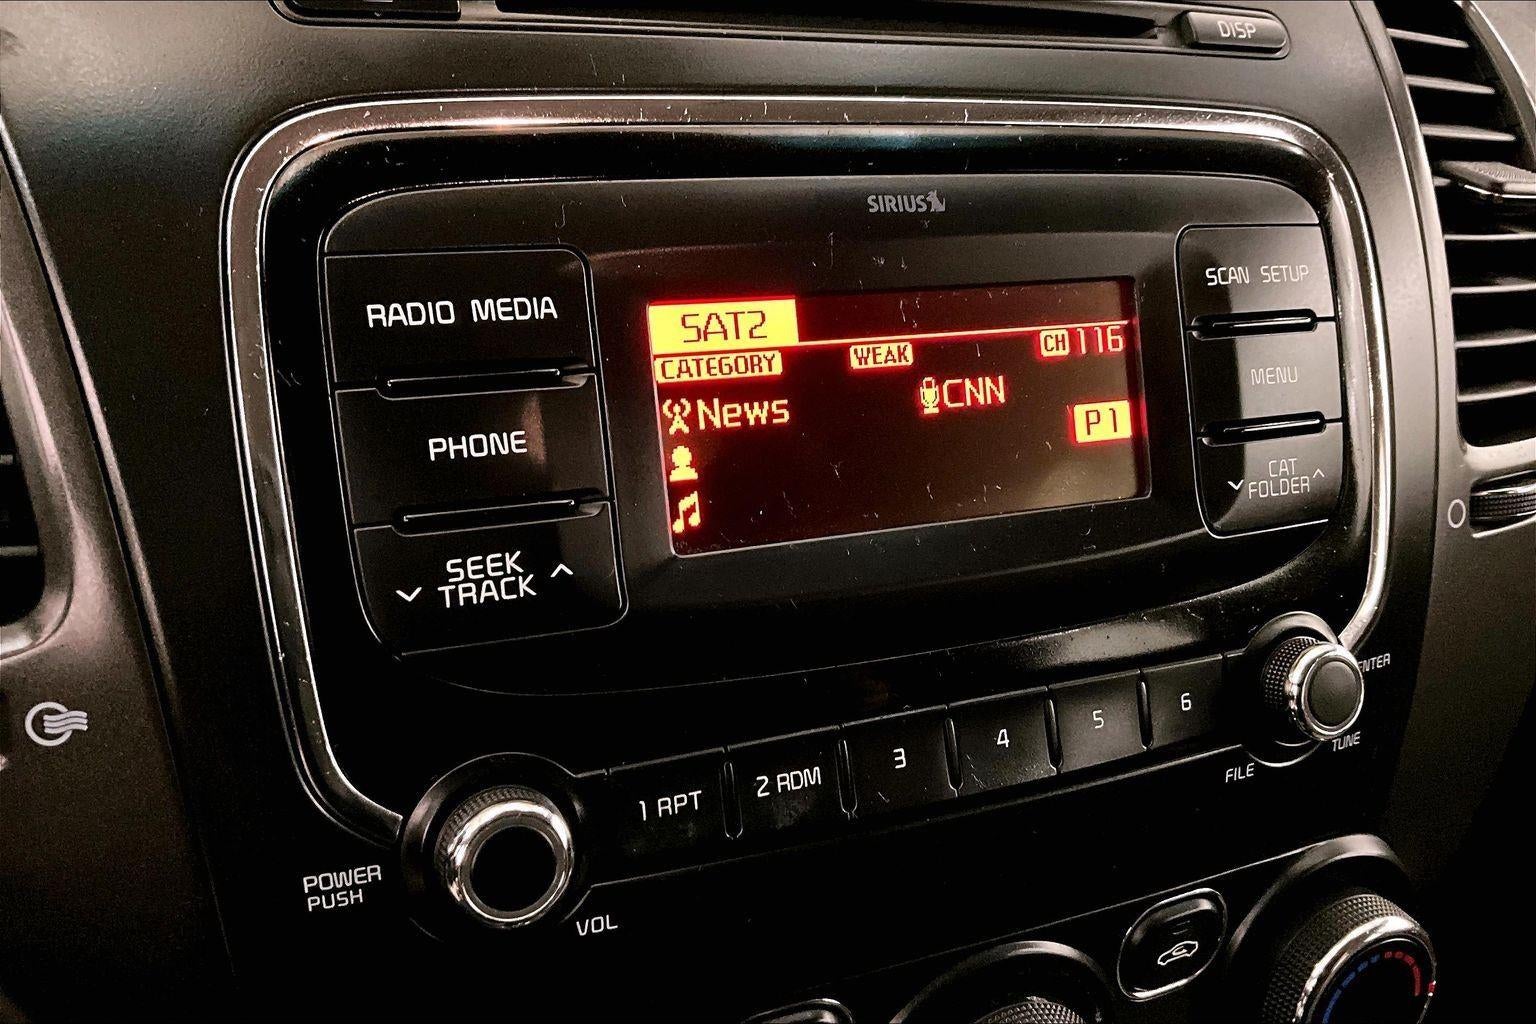 DISP
SIRIUS
RADIO MEDIA
PHONE
SEEK
TRACK
SAT2
CATEGORY
WEAK
CH 116
News
CNN
P1
SCAN SETUP
MENU
CAT
FOLDER
1 RPT
2 RDM
3
4
5
6
ENTER
TUNE
FILE
POWER
PUSH
VOL